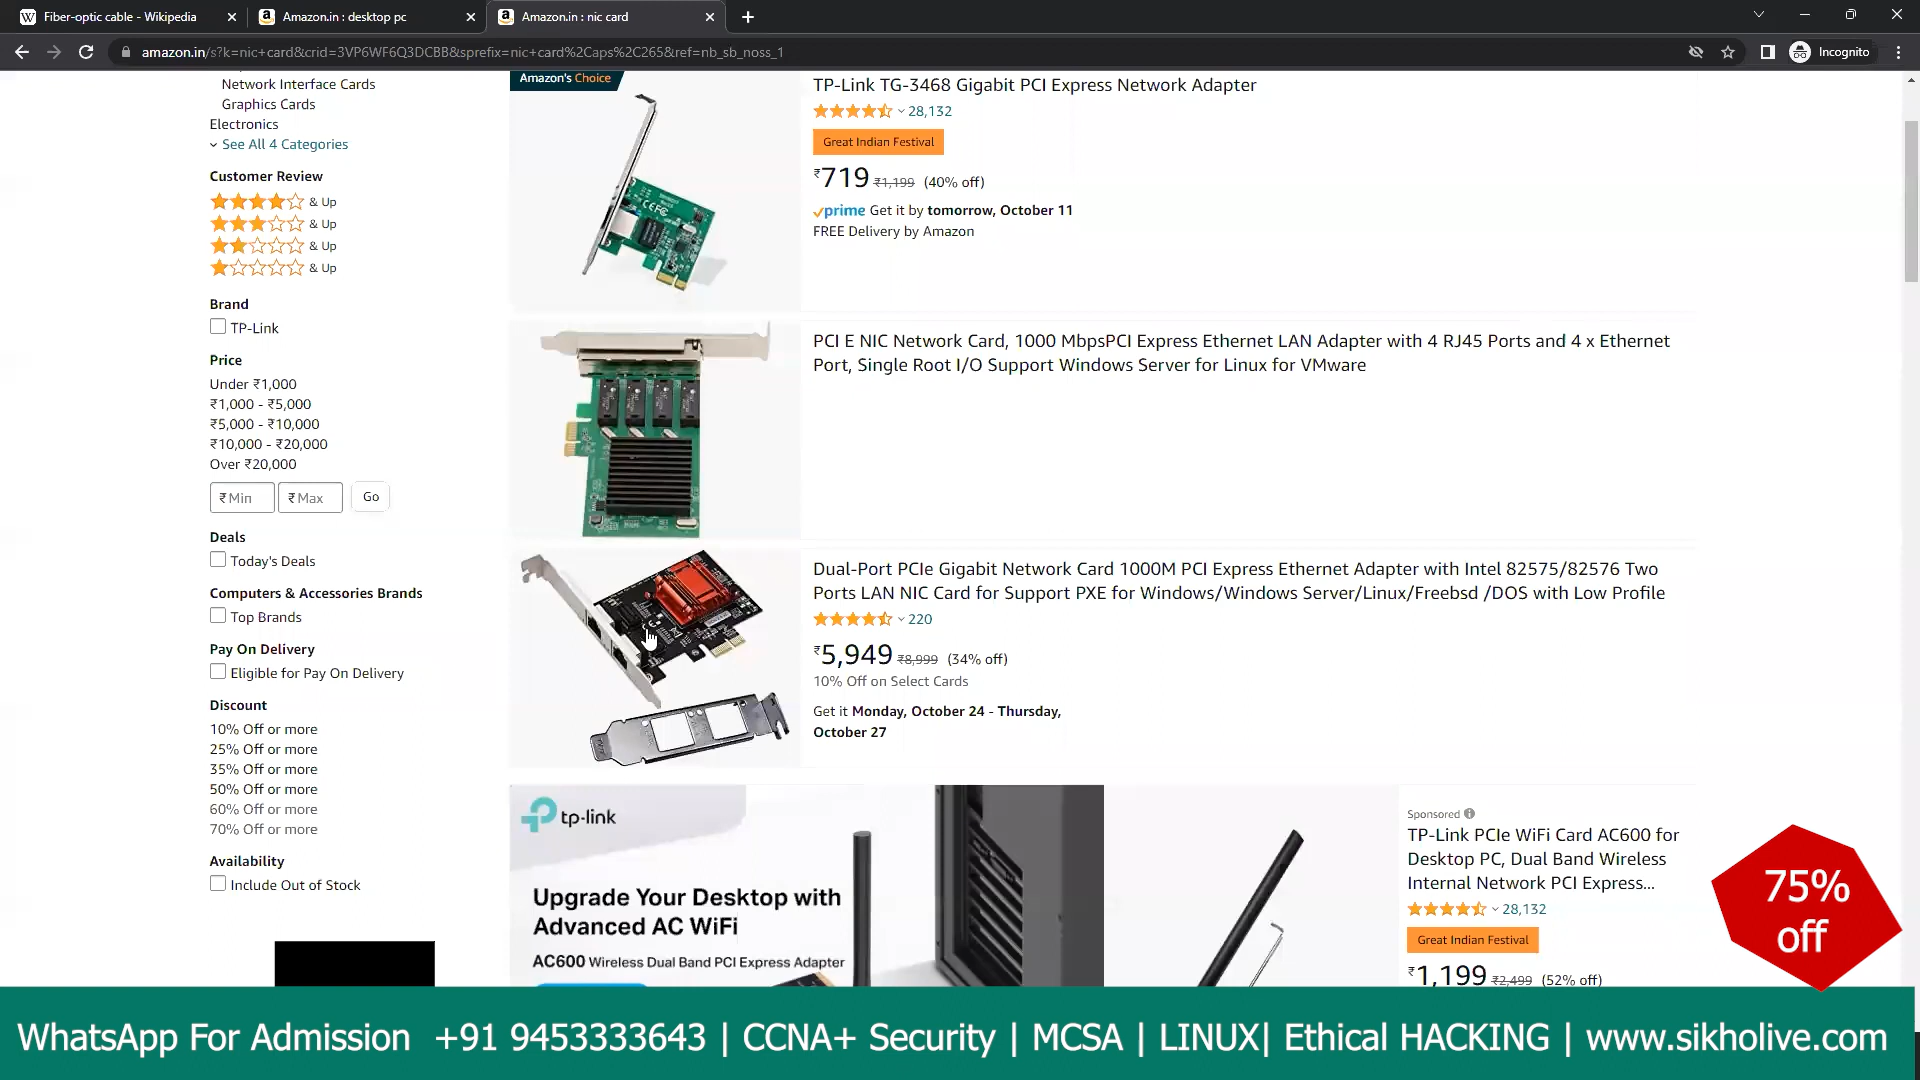 Fiber-optic cable - Wikipedia
Amazon.in : desktop pc
Amazon.in : nic card
amazon.in/s?k=nic+card&crid=3VP6WF6Q3DCBB&sprefix=nic+card%2Caps%2C265&ref=nb_sb_noss_1
Incognito
Network Interface Cards
Graphics Cards
Electronics
See All 4 Categories
Customer Review
& Up
& Up
& Up
& Up
Brand
TP-Link
Price
Under ₹1,000
₹1,000 - ₹5,000
₹5,000 - ₹10,000
₹10,000 - ₹20,000
Over ₹20,000
₹ Min
₹ Max
Go
Deals
Today's Deals
Computers & Accessories Brands
Top Brands
Pay On Delivery
Eligible for Pay On Delivery
Discount
10% Off or more
25% Off or more
35% Off or more
50% Off or more
60% Off or more
70% Off or more
Availability
Include Out of Stock
Amazon's Choice
TP-Link TG-3468 Gigabit PCI Express Network Adapter
28,132
Great Indian Festival
₹719 ₹1,199 (40% off)
prime Get it by tomorrow, October 11
FREE Delivery by Amazon
PCI E NIC Network Card, 1000 MbpsPCI Express Ethernet LAN Adapter with 4 RJ45 Ports and 4 x Ethernet
Port, Single Root I/O Support Windows Server for Linux for VMware
Dual-Port PCIe Gigabit Network Card 1000M PCI Express Ethernet Adapter with Intel 82575/82576 Two
Ports LAN NIC Card for Support PXE for Windows/Windows Server/Linux/Freebsd /DOS with Low Profile
220
₹5,949 ₹8,999 (34% off)
10% Off on Select Cards
Get it Monday, October 24 - Thursday,
October 27
tp-link
Upgrade Your Desktop with
Advanced AC WiFi
AC600 Wireless Dual Band PCI Express Adapter
Sponsored
TP-Link PCIe WiFi Card AC600 for
Desktop PC, Dual Band Wireless
Internal Network PCI Express...
28,132
Great Indian Festival
₹1,199 ₹2,499 (52% off)
75%
off
WhatsApp For Admission +91 9453333643 | CCNA+ Security | MCSA | LINUX| Ethical HACKING | www.sikholive.com